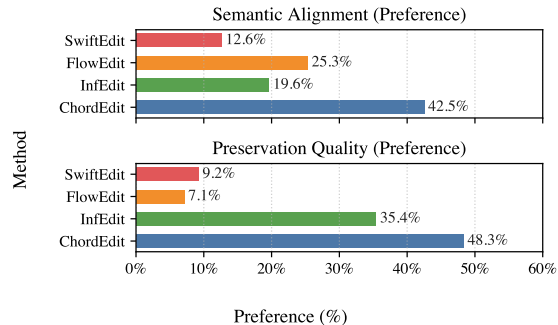 Semantic Alignment (Preference)
SwiftEdit 12.6%
FlowEdit 25.3%
InfEdit 19.6%
ChordEdit 42.5%
Method
Preservation Quality (Preference)
SwiftEdit 9.2%
FlowEdit 7.1%
InfEdit 35.4%
ChordEdit 48.3%
0% 10% 20% 30% 40% 50% 60%
Preference (%)